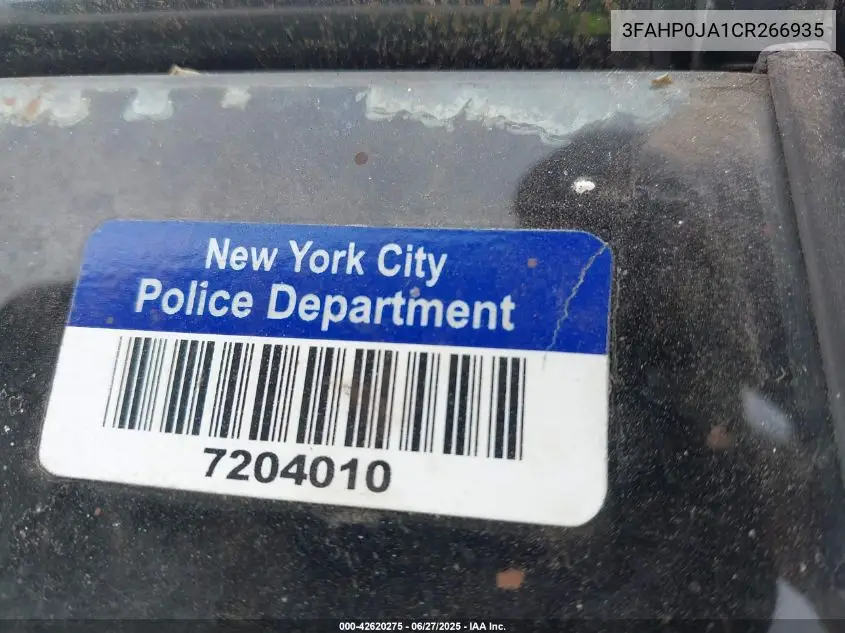 3FAHP0JA1CR266935
New York City
Police Department
7204010
000-42620275 - 06/27/2025 - IAA Inc.